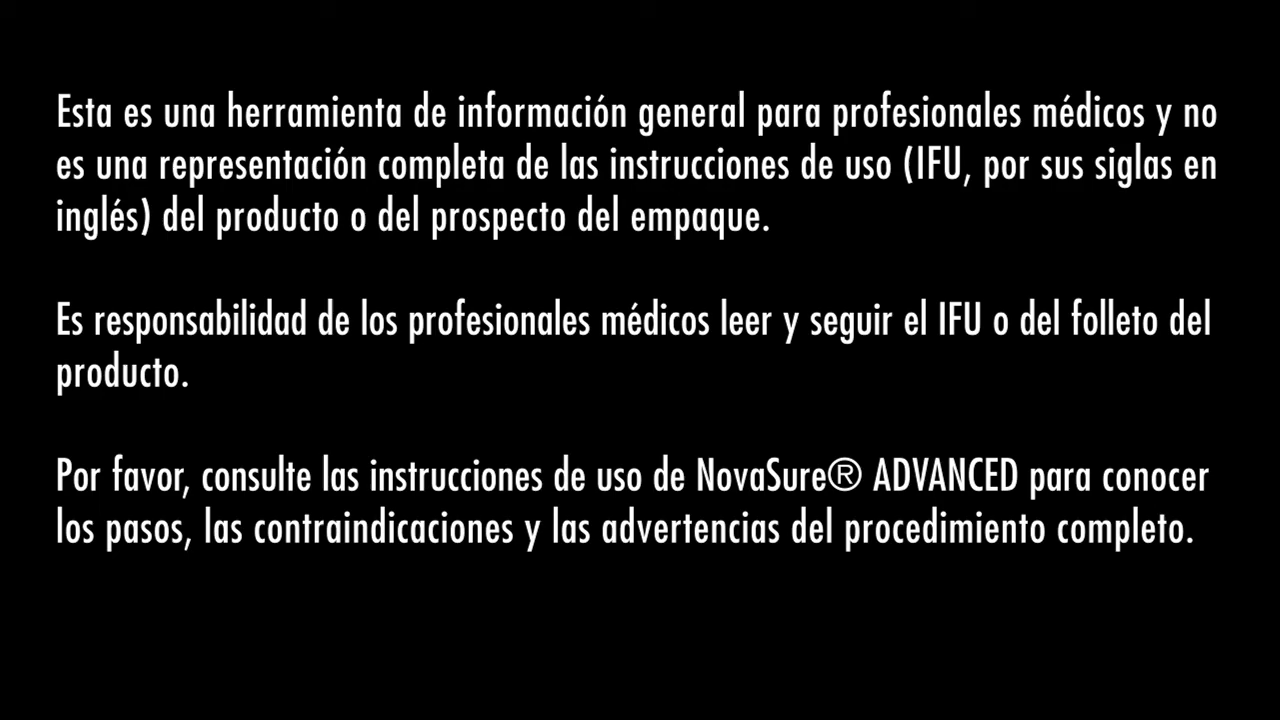 Esta es una herramienta de información general para profesionales médicos y no
es una representación completa de las instrucciones de uso (IFU, por sus siglas en
inglés) del producto o del prospecto del empaque.
Es responsabilidad de los profesionales médicos leer y seguir el IFU o del folleto del
producto.
Por favor, consulte las instrucciones de uso de NovaSure® ADVANCED para conocer
los pasos, las contraindicaciones y las advertencias del procedimiento completo.